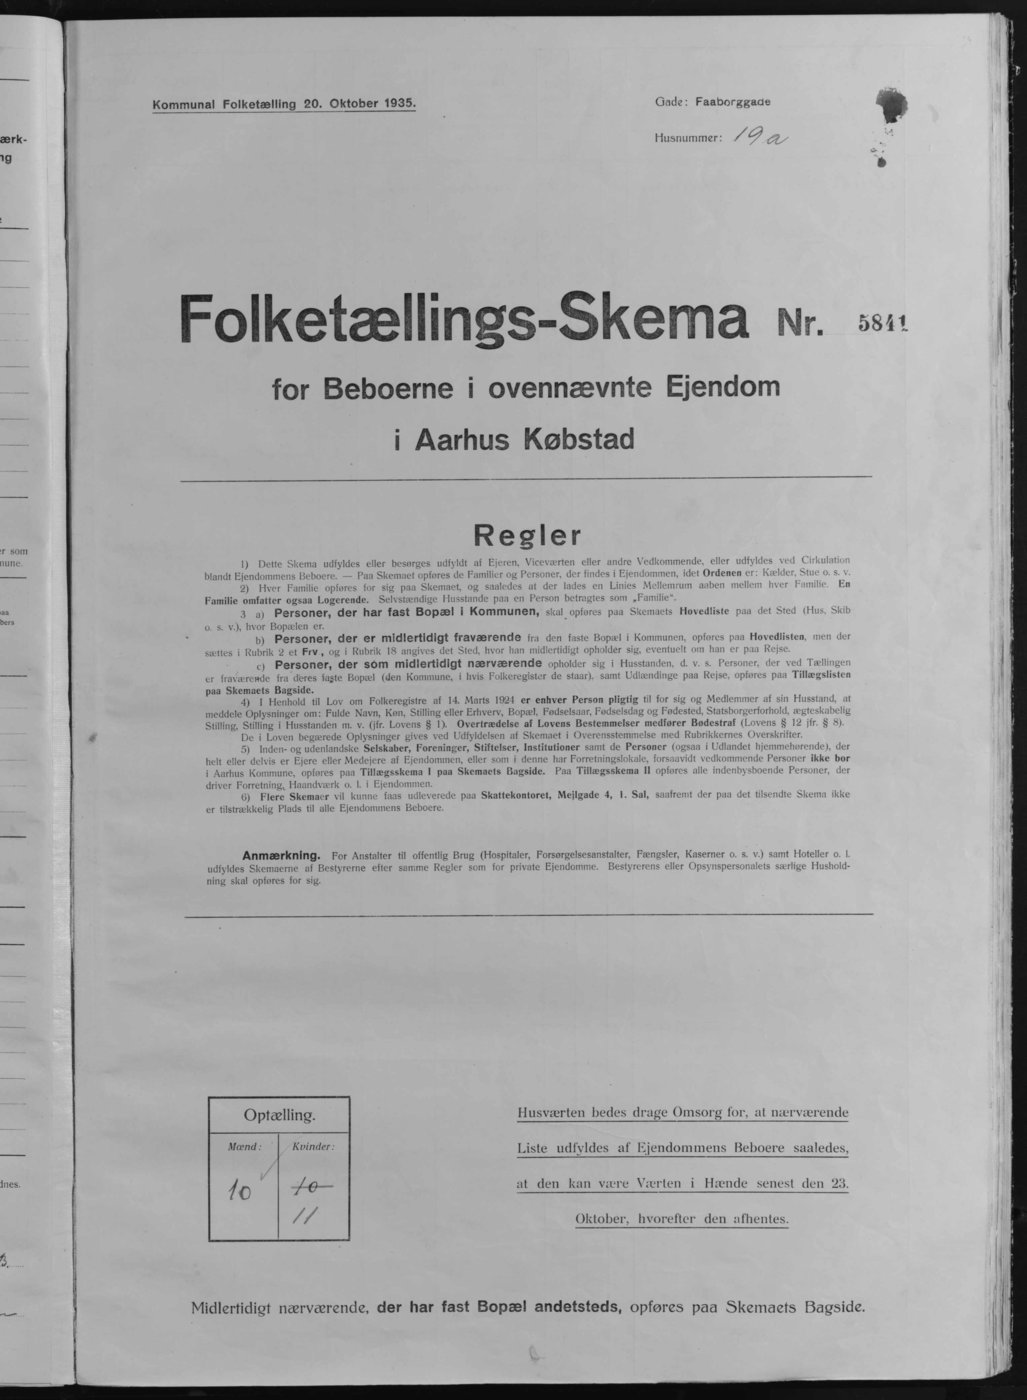 Kommunal Folketælling 20. Oktober 1935.
Gade: Faaborggade
Husnummer: 19a
Folketællings-Skema Nr. 5841
for Beboerne i ovennævnte Ejendom
i Aarhus Købstad
Regler
1) Dette Skema udfyldes eller besørges udfyldt af Ejeren, Viceværten eller andre Vedkommende, eller udfyldes ved Cirkulation
blandt Ejendommens Beboere. — Paa Skemaet opføres de Familier og Personer, der findes i Ejendommen, idet Ordenen er: Kælder, Stue o. s. v.
2) Hver Familie opføres for sig paa Skemaet, og saaledes at der lades en Linies Mellemrum aaben mellem hver Familie. En
Familie omfatter ogsaa Logerende. Selvstændige Husstande paa en Person betragtes som „Familie“.
3 a) Personer, der har fast Bopæl i Kommunen, skal opføres paa Skemaets Hovedliste paa det Sted (Hus, Skib
o. s. v.), hvor Bopælen er.
b) Personer, der er midlertidigt fraværende fra den faste Bopæl i Kommunen, opføres paa Hovedlisten, men der
sættes i Rubrik 2 et Frv., og i Rubrik 18 angives det Sted, hvor han midlertidigt opholder sig, eventuelt om han er paa Rejse.
c) Personer, der som midlertidigt nærværende opholder sig i Husstanden, d. v. s. Personer, der ved Tællingen
er fraværende fra deres faste Bopæl (den Kommune, i hvis Folkeregister de staar), samt Udlændinge paa Rejse, opføres paa Tillægslisten
paa Skemaets Bagside.
4) I Henhold til Lov om Folkeregistre af 14. Marts 1924 er enhver Person pligtig til for sig og Medlemmer af sin Husstand, at
meddele Oplysninger om: Fulde Navn, Køn, Stilling eller Erhverv, Bopæl, Fødselsaar, Fødselsdag og Fødested, Statsborgerforhold, ægteskabelig
Stilling, Stilling i Husstanden m. v. (jfr. Lovens § 1). Overtrædelse af Lovens Bestemmelser medfører Bødestraf (Lovens § 12 jfr. § 8).
De i Loven begærede Oplysninger gives ved Udfyldelsen af Skemaet i Overensstemmelse med Rubrikkernes Overskrifter.
5) Inden- og udenlandske Selskaber, Foreninger, Stiftelser, Institutioner samt de Personer (ogsaa i Udlandet hjemmehørende), der
helt eller delvis er Ejere eller Medejere af Ejendommen, eller som i denne har Forretningslokale, forsaavidt vedkommende Personer ikke bor
i Aarhus Kommune, opføres paa Tillægsskema I paa Skemaets Bagside. Paa Tillægsskema II opføres alle indenbysboende Personer, der
driver Forretning, Haandværk o. l. i Ejendommen.
6) Flere Skemaer vil kunne faas udleverede paa Skattekontoret, Mejlgade 4, 1. Sal, saafremt der paa det tilsendte Skema ikke
er tilstrækkelig Plads til alle Ejendommens Beboere.
Anmærkning. For Anstalter til offentlig Brug (Hospitaler, Forsørgelsesanstalter, Fængsler, Kaserner o. s. v.) samt Hoteller o. l.
udfyldes Skemaerne af Bestyrerne efter samme Regler som for private Ejendomme. Bestyrerens eller Opsynspersonalets særlige Hushold-
ning skal opføres for sig.
Optælling.
Mænd: Kvinder:
10 10
11
Husværten bedes drage Omsorg for, at nærværende
Liste udfyldes af Ejendommens Beboere saaledes,
at den kan være Værten i Hænde senest den 23.
Oktober, hvorefter den afhentes.
Midlertidigt nærværende, der har fast Bopæl andetsteds, opføres paa Skemaets Bagside.